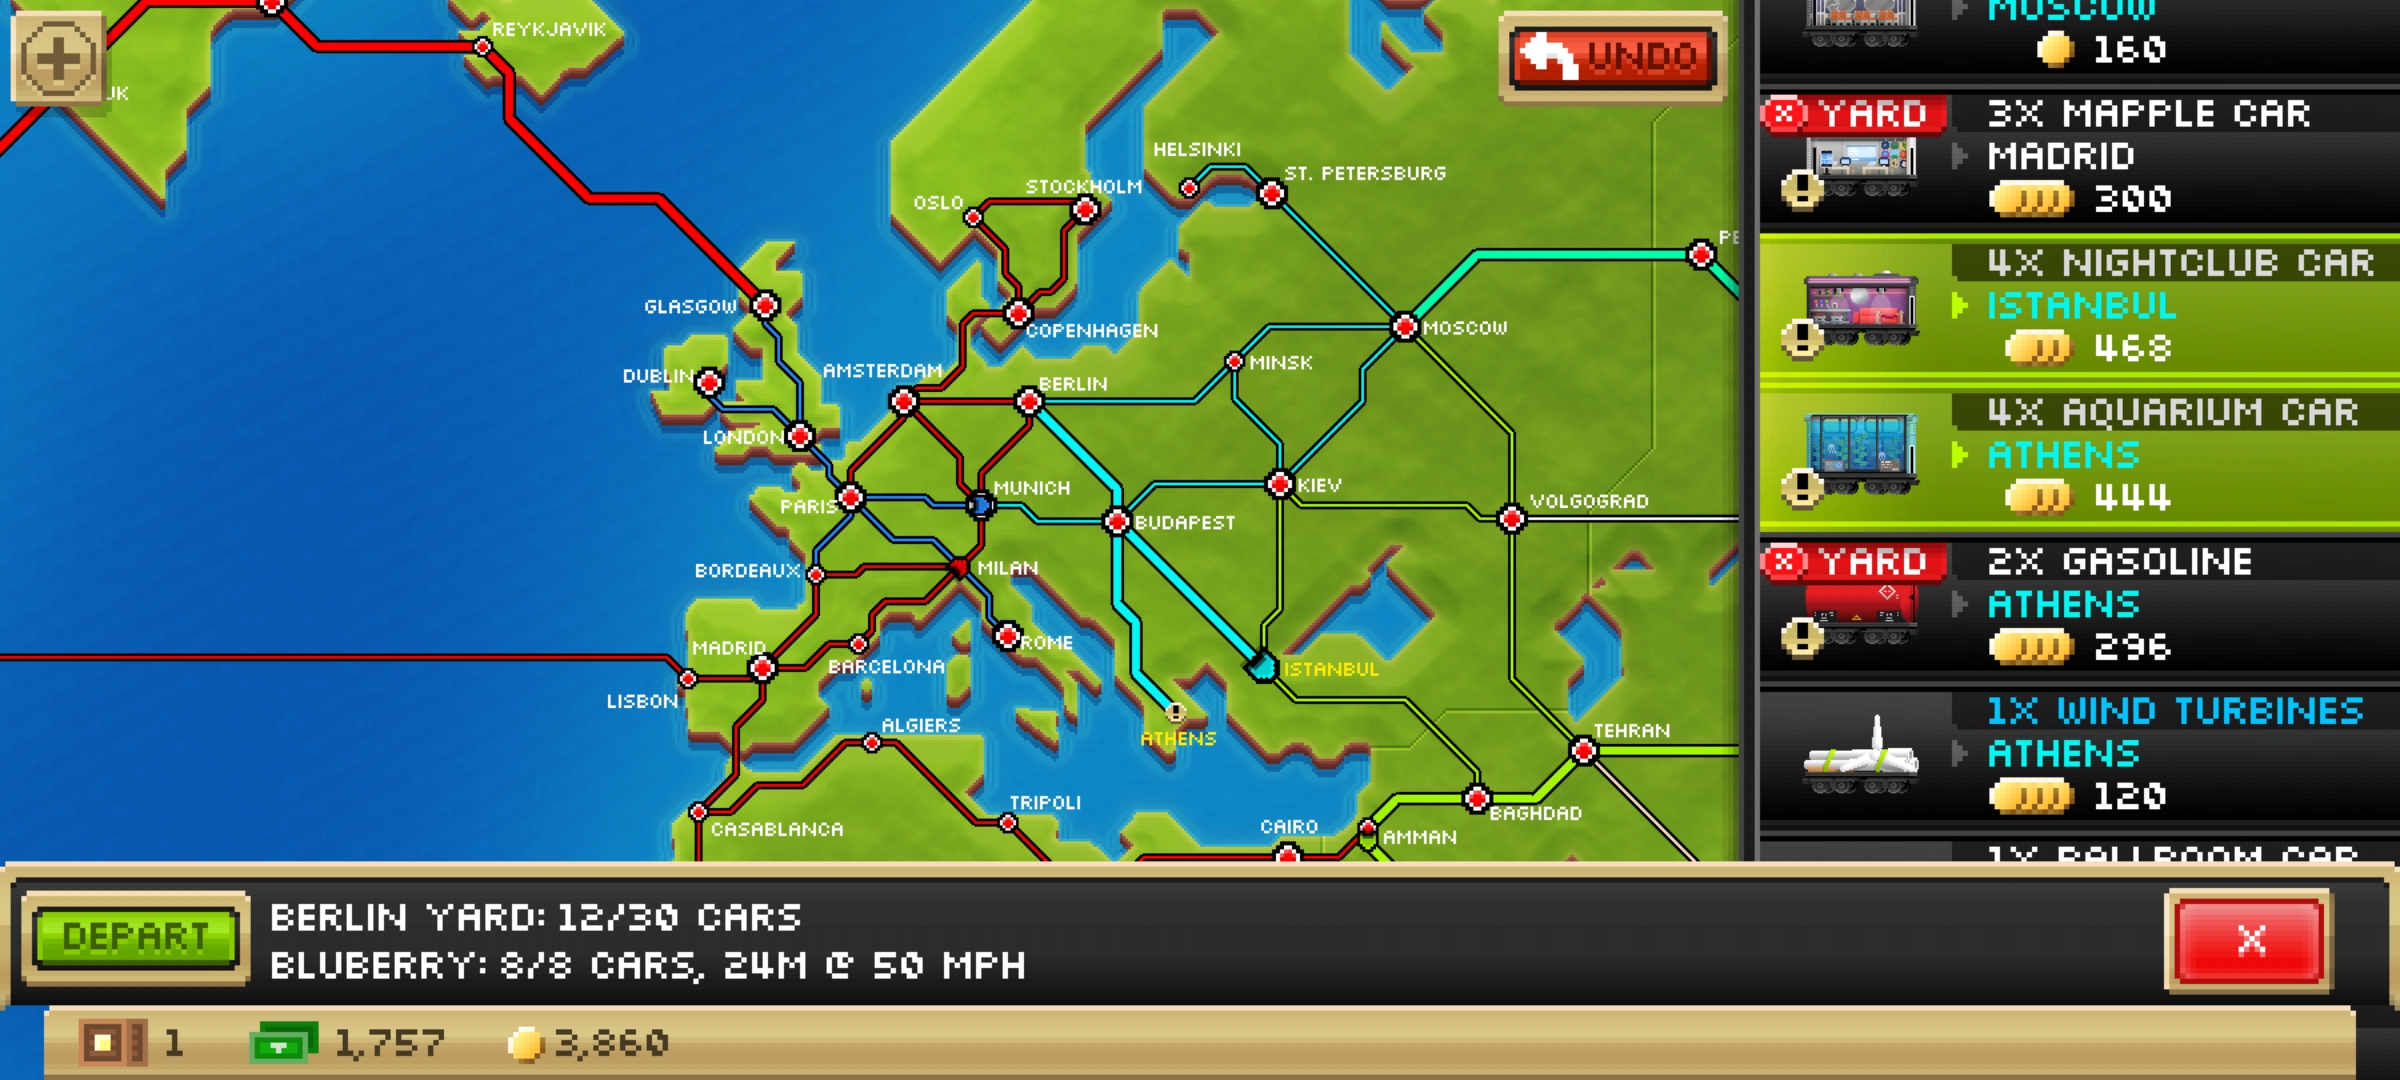 REYKJAVIK
UK
UNDO
HELSINKI
ST. PETERSBURG
STOCKHOLM
OSLO
GLASGOW
COPENHAGEN
MOSCOW
MINSK
DUBLIN
AMSTERDAM
BERLIN
LONDON
MUNICH
KIEV
PARIS
BUDAPEST
VOLGOGRAD
BORDEAUX
MILAN
MADRID
ROME
BARCELONA
ISTANBUL
LISBON
ALGIERS
ATHENS
TEHRAN
TRIPOLI
CASABLANCA
CAIRO
AMMAN
BAGHDAD
MOSCOW
160
YARD
3X MAPPLE CAR
MADRID
300
4X NIGHTCLUB CAR
ISTANBUL
468
4X AQUARIUM CAR
ATHENS
444
YARD
2X GASOLINE
ATHENS
296
1X WIND TURBINES
ATHENS
120
1X BALLROOM CAR
DEPART
BERLIN YARD: 12/30 CARS
BLUBERRY: 8/8 CARS, 24M @ 50 MPH
X
1
1,757
3,860